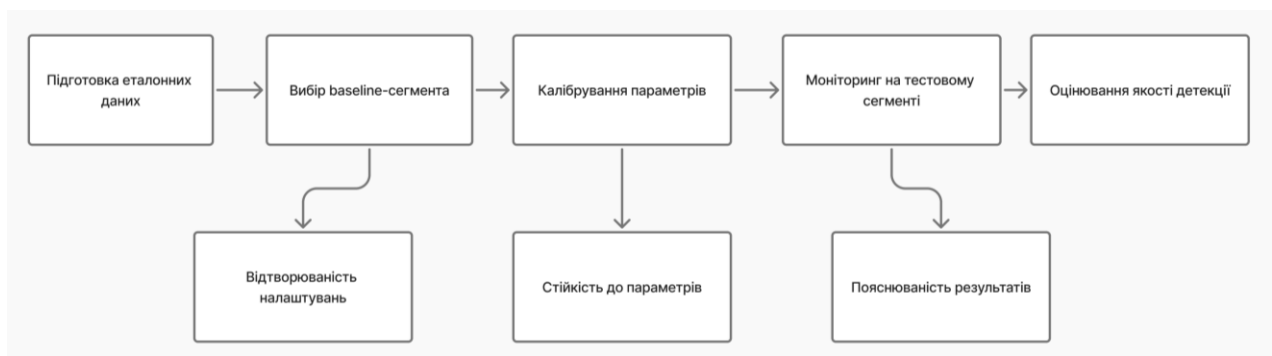 Підготовка еталонних
даних
Вибір baseline-сегмента
Калібрування параметрів
Моніторинг на тестовому
сегменті
Оцінювання якості детекції
Відтворюваність
налаштувань
Стійкість до параметрів
Пояснюваність результатів